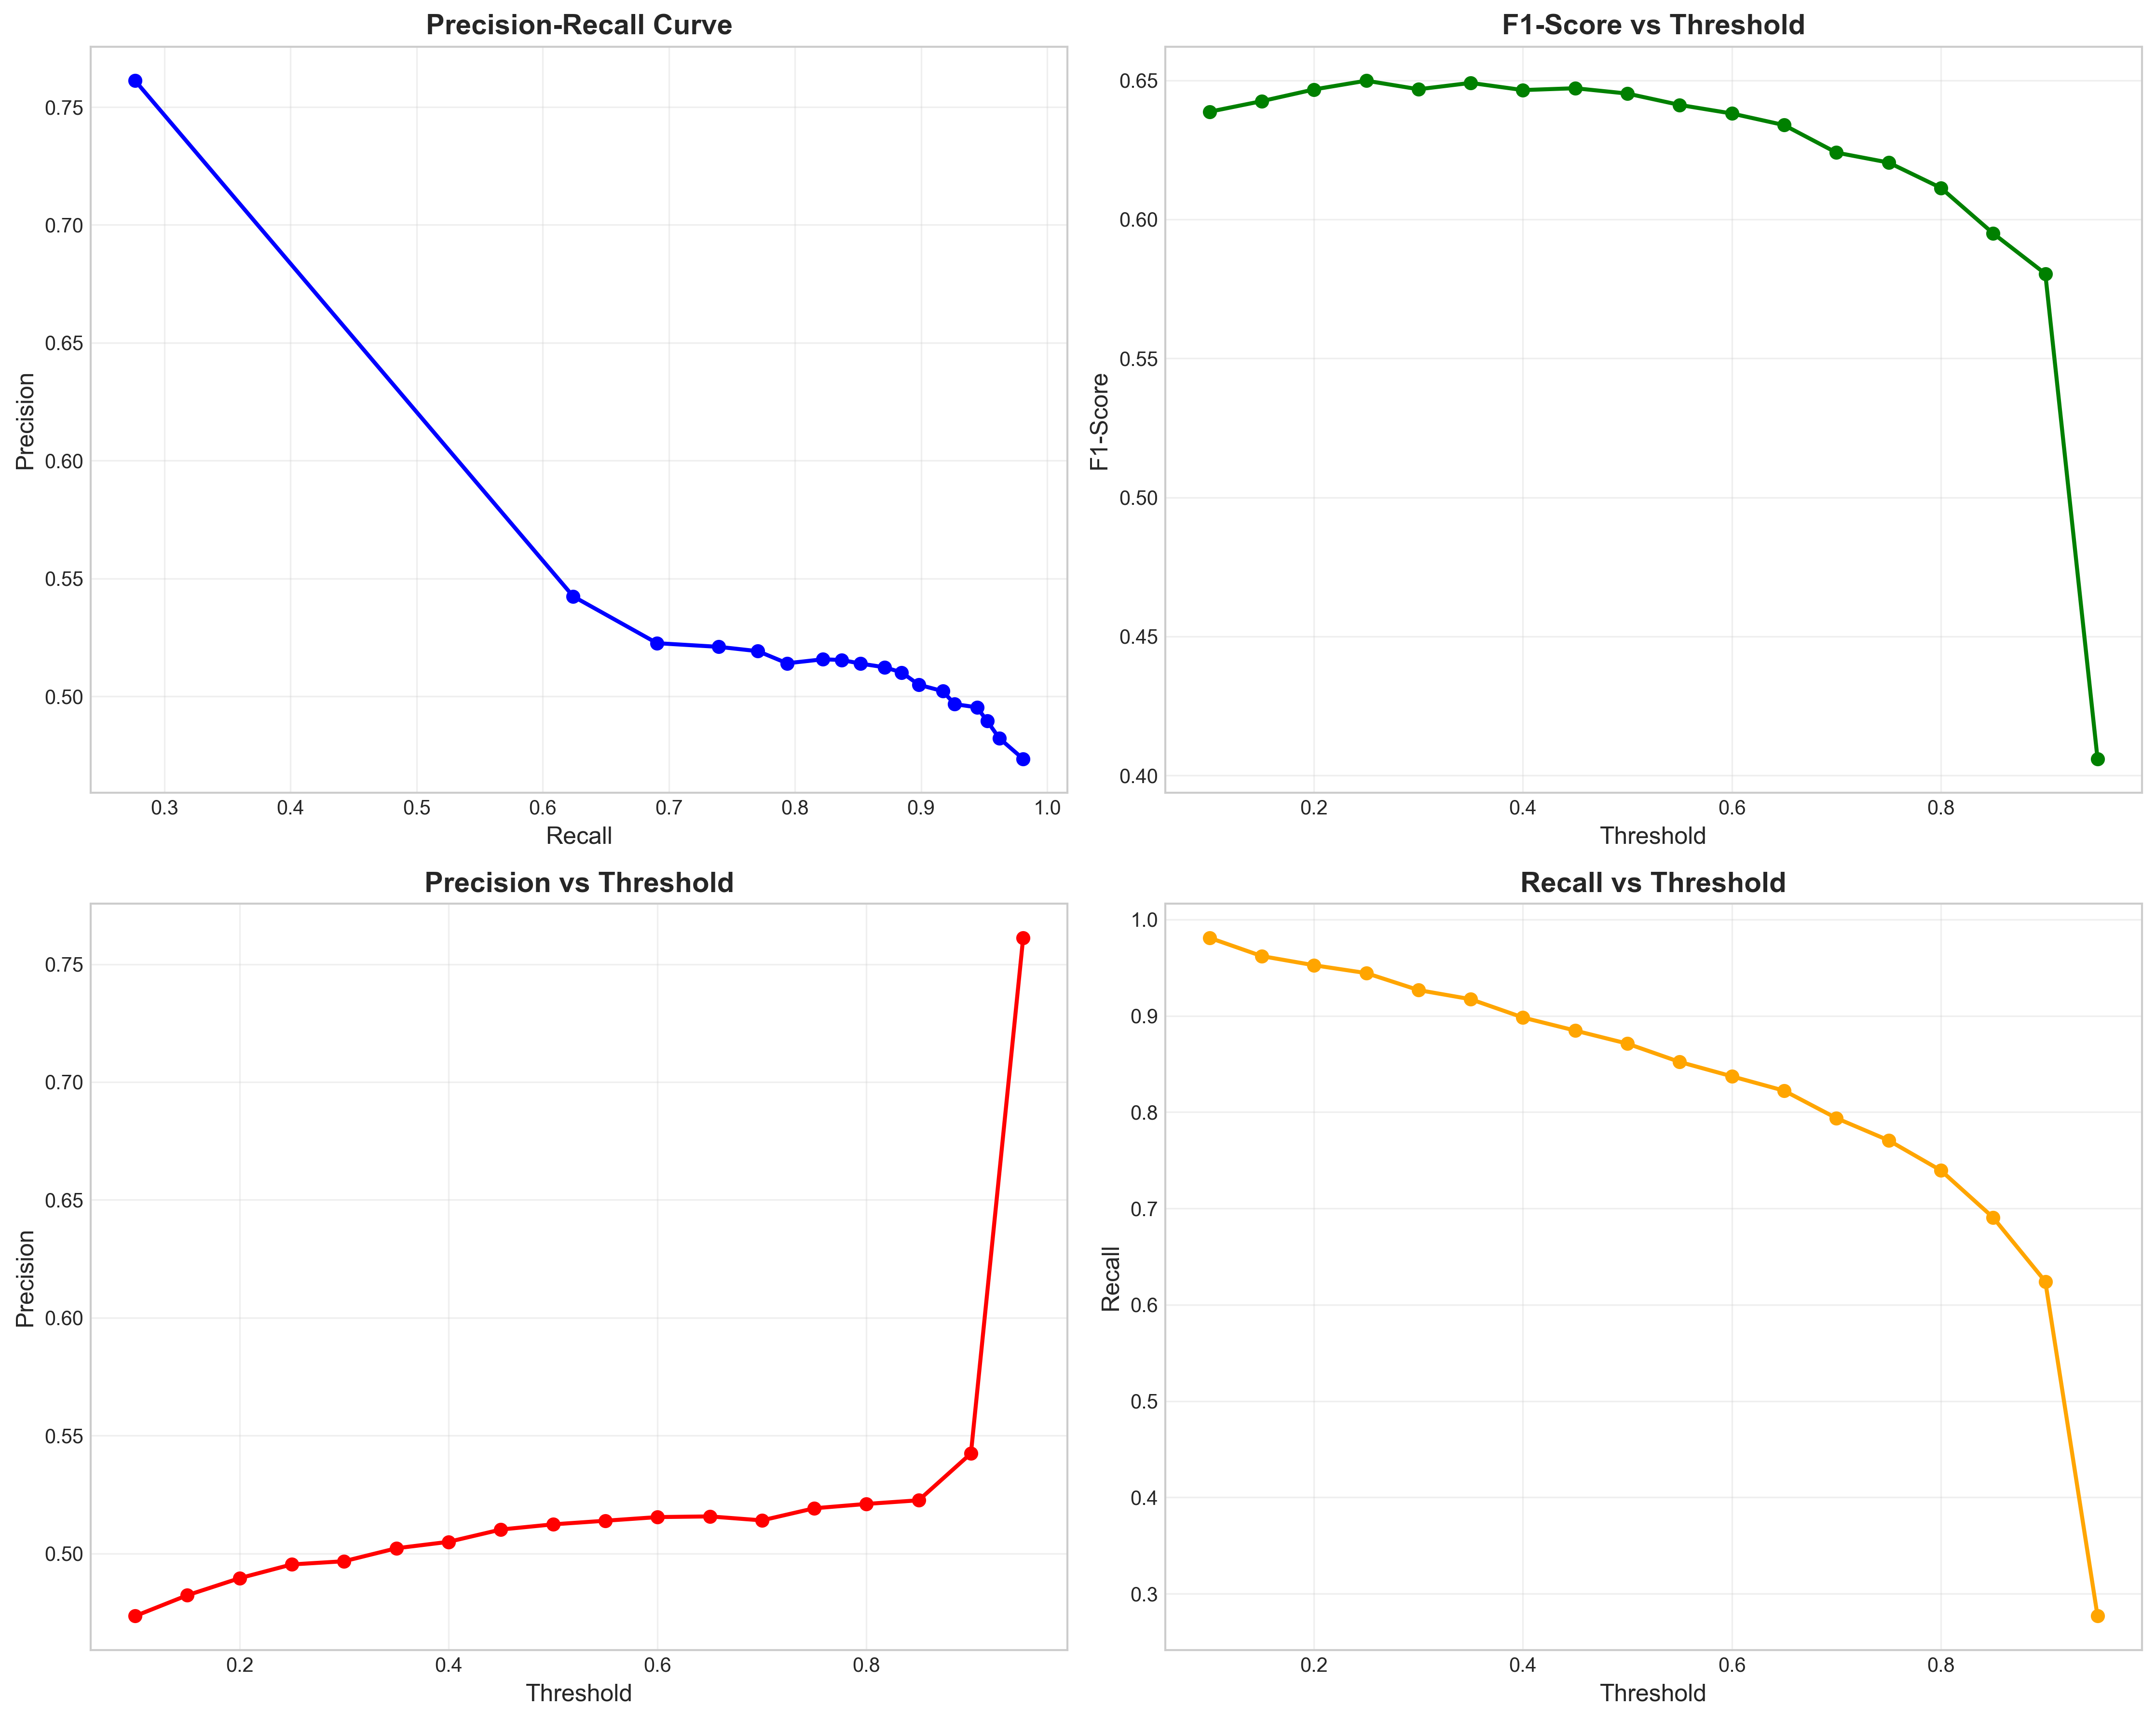 Precision-Recall Curve
Precision
0.75
0.70
0.65
0.60
0.55
0.50
0.3 0.4 0.5 0.6 0.7 0.8 0.9 1.0
Recall
F1-Score vs Threshold
F1-Score
0.65
0.60
0.55
0.50
0.45
0.40
0.2 0.4 0.6 0.8
Threshold
Precision vs Threshold
Precision
0.75
0.70
0.65
0.60
0.55
0.50
0.2 0.4 0.6 0.8
Threshold
Recall vs Threshold
Recall
1.0
0.9
0.8
0.7
0.6
0.5
0.4
0.3
0.2 0.4 0.6 0.8
Threshold